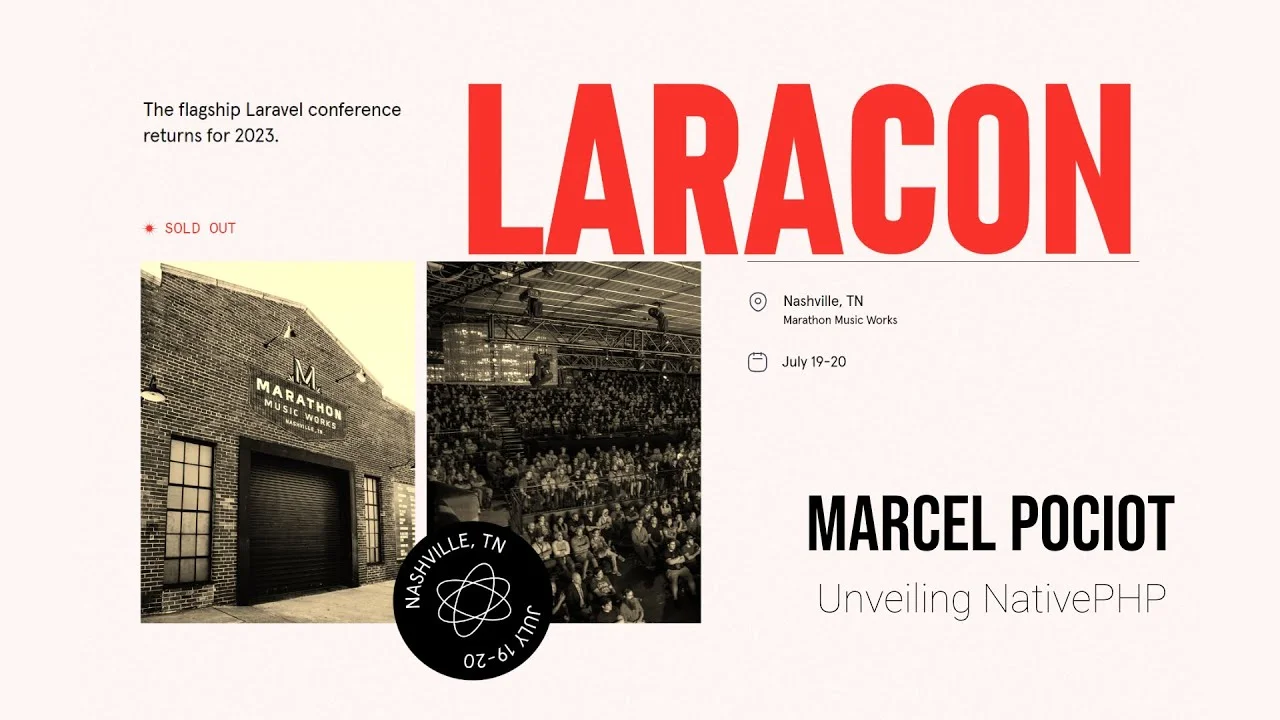 The flagship Laravel conference
returns for 2023.
SOLD OUT
LARACON
Nashville, TN
Marathon Music Works
July 19-20
.M.
MARATHON
MUSIC WORKS
NASHVILLE, TN
NASHVILLE, TN
JULY 19-20
MARCEL POCIOT
Unveiling NativePHP